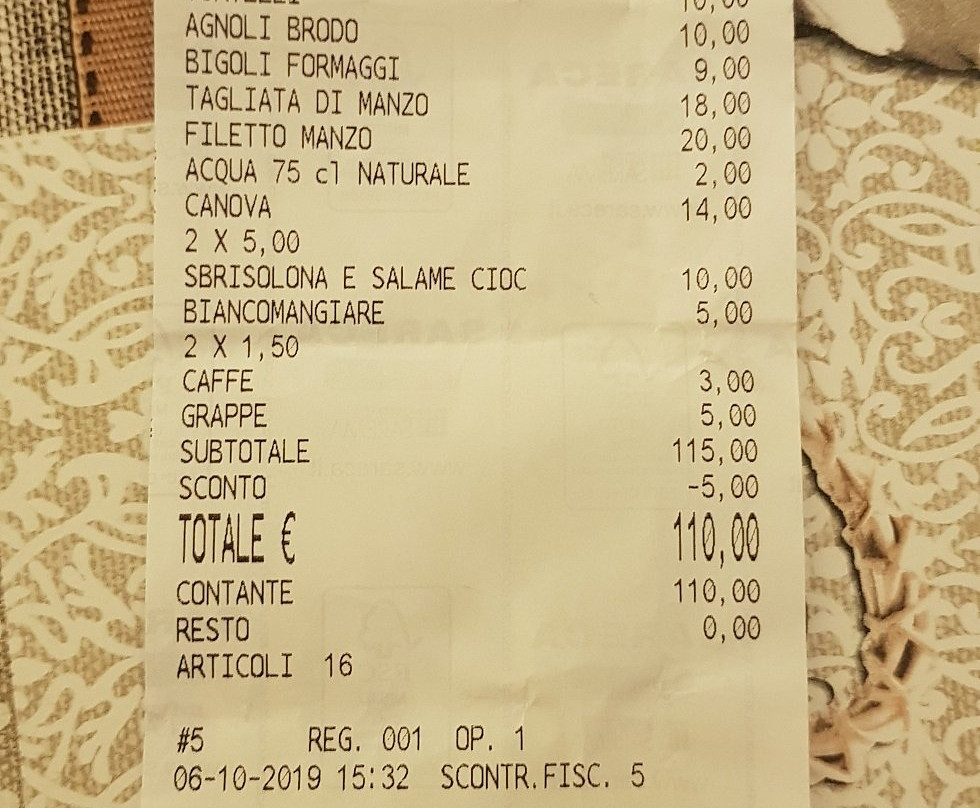 10,00
AGNOLI BRODO 10,00
BIGOLI FORMAGGI 9,00
TAGLIATA DI MANZO 18,00
FILETTO MANZO 20,00
ACQUA 75 cl NATURALE 2,00
CANOVA 14,00
2 X 5,00
SBRISOLONA E SALAME CIOC 10,00
BIANCOMANGIARE 5,00
2 X 1,50
CAFFE 3,00
GRAPPE 5,00
SUBTOTALE 115,00
SCONTO -5,00
TOTALE € 110,00
CONTANTE 110,00
RESTO 0,00
ARTICOLI 16
#5 REG. 001 OP. 1
06-10-2019 15:32 SCONTR.FISC. 5